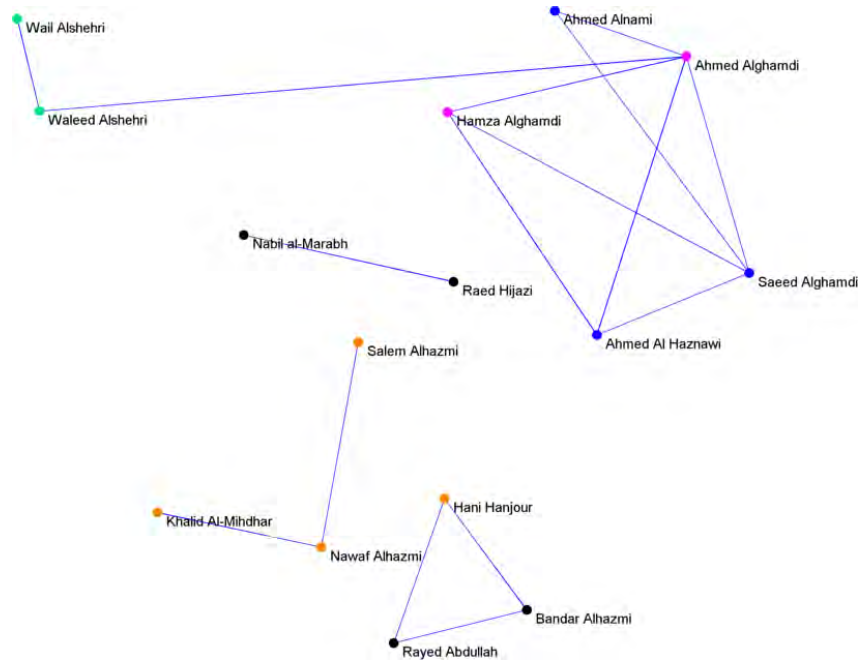 Wail Alshehri
Ahmed Alnami
Ahmed Alghamdi
Waleed Alshehri
Hamza Alghamdi
Nabil al-Marabh
Saeed Alghamdi
Raed Hijazi
Ahmed Al Haznawi
Salem Alhazmi
Hani Hanjour
Khalid Al-Mihdhar
Nawaf Alhazmi
Bandar Alhazmi
Rayed Abdullah